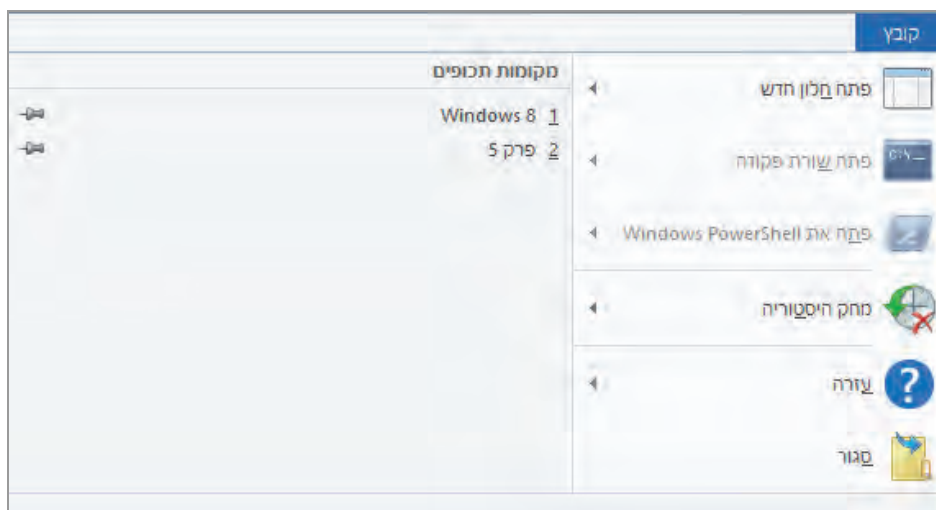 קובץ
פתח חלון חדש
פתח שורת פקודה
פתח את Windows PowerShell
מחק היסטוריה
עזרה
סגור
מקומות תכופים
1 Windows 8
2 פרק 5